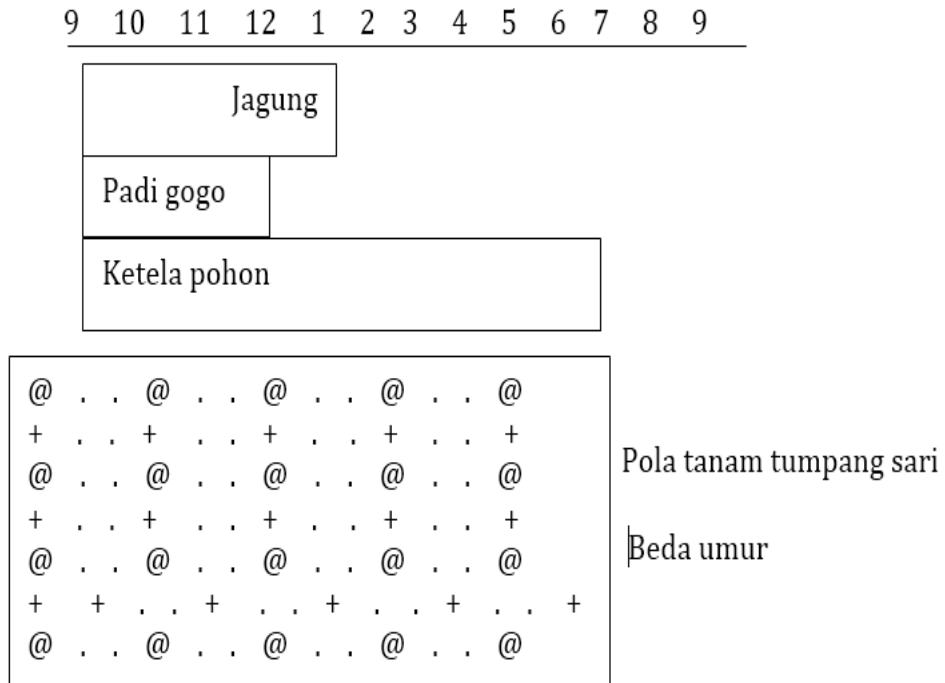 9 10 11 12 1 2 3 4 5 6 7 8 9
Jagung
Padi gogo
Ketela pohon
@ . . @ . . @ . . @ . . @
+ . . + . . + . . + . . +
@ . . @ . . @ . . @ . . @
+ . . + . . + . . + . . +
@ . . @ . . @ . . @ . . @
+ + . . + . . + . . + . . +
@ . . @ . . @ . . @ . . @
Pola tanam tumpang sari
Beda umur